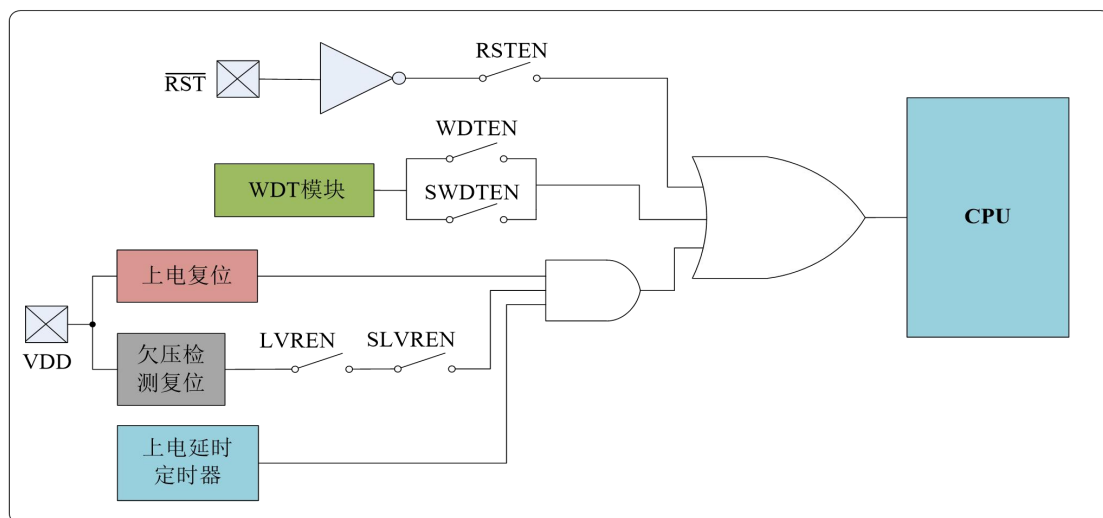 RSTEN
RST
WDTEN
WDT模块
SWDTEN
CPU
上电复位
VDD
欠压检
测复位
LVREN
SLVREN
上电延时
定时器